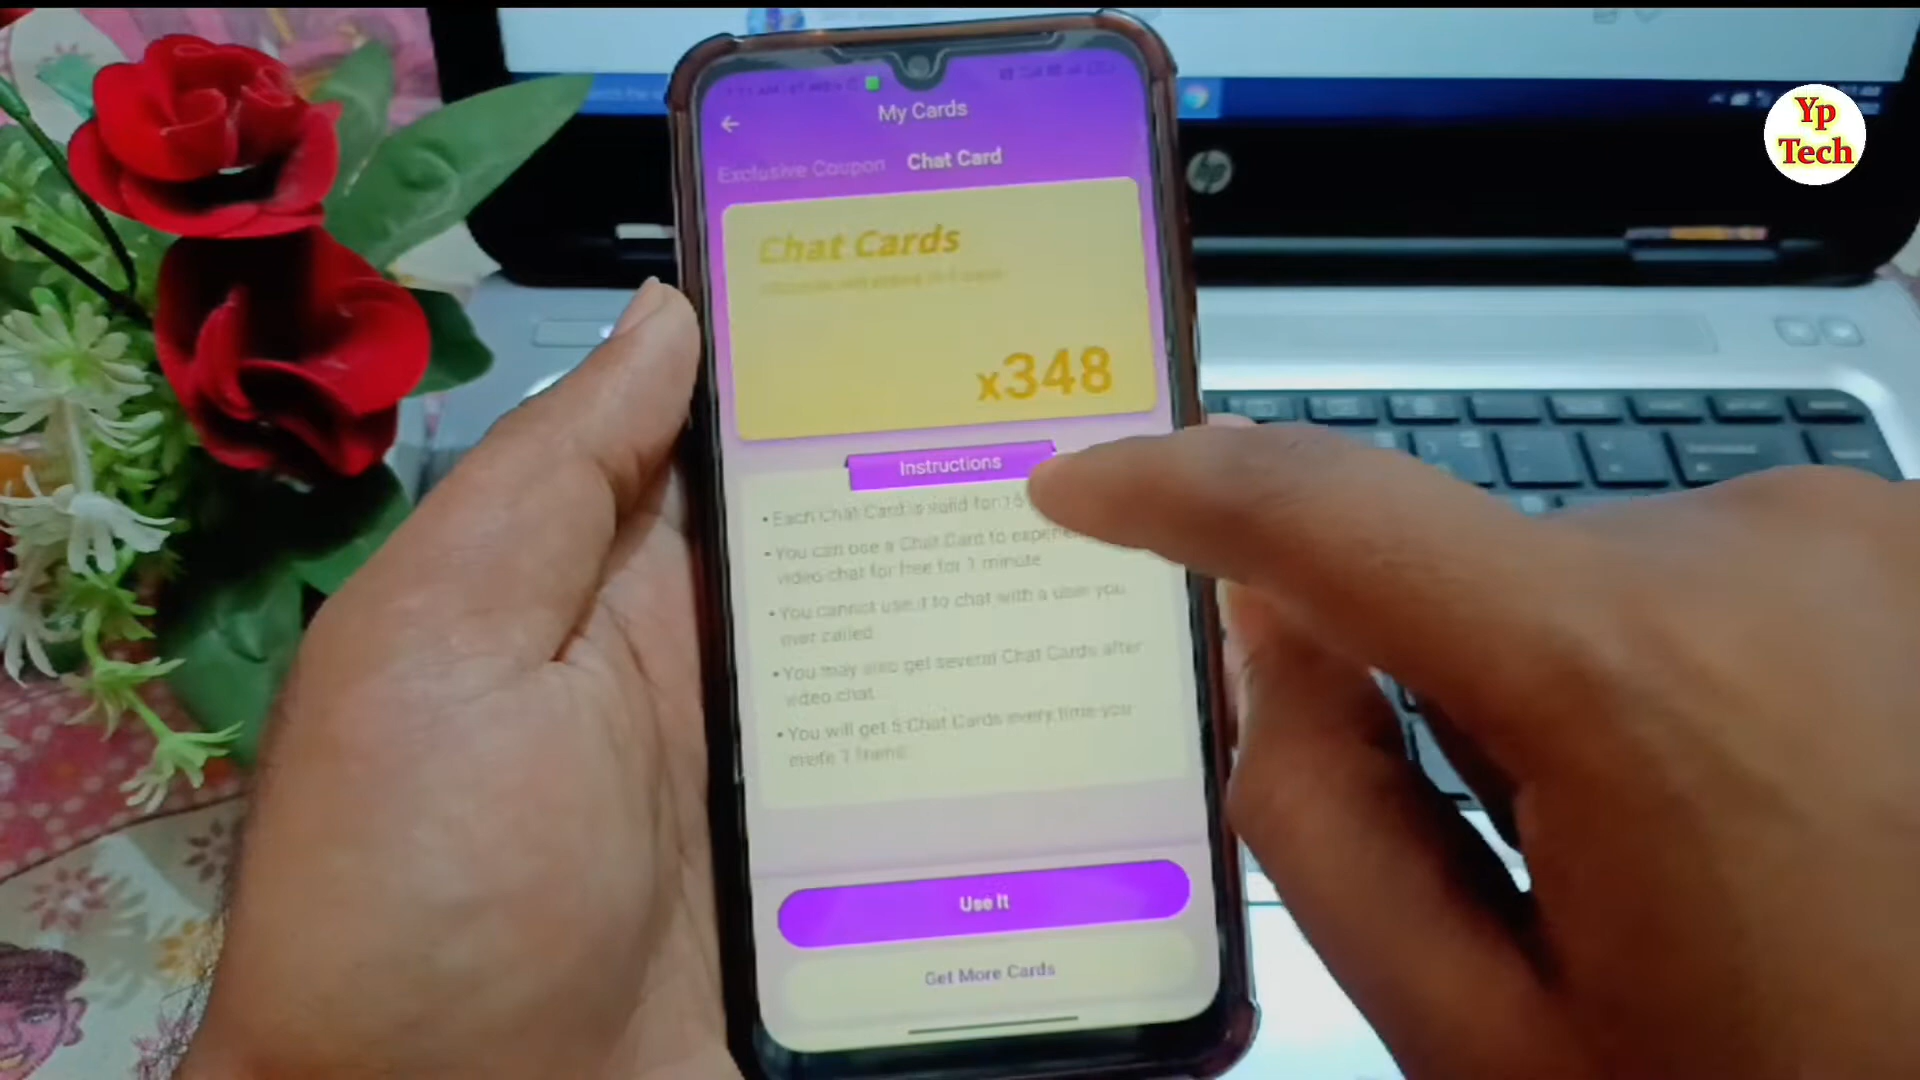 Yp
Tech
My Cards
Exclusive Coupon
Chat Card
Chat Cards
x348
Instructions
• Each Chat Card is valid for 15
• You can use a Chat Card to
video chat for free for 1 minute
• You cannot use it to chat with a user you
ever called
• You may also get several Chat Cards after
video chat
• You will get 5 Chat Cards every time you
invite 1 friend
Use It
Get More Cards
hp